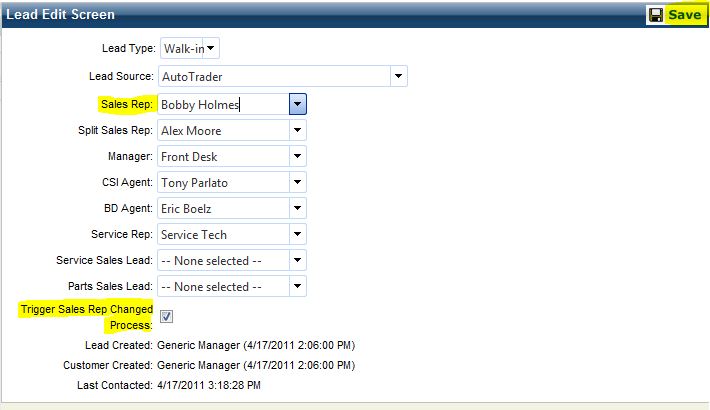 Lead Edit Screen Save
Lead Type: Walk-in
Lead Source: AutoTrader
Sales Rep: Bobby Holmes
Split Sales Rep: Alex Moore
Manager: Front Desk
CSI Agent: Tony Parlato
BD Agent: Eric Boelz
Service Rep: Service Tech
Service Sales Lead: -- None selected --
Parts Sales Lead: -- None selected --
Trigger Sales Rep Changed
Process:
Lead Created: Generic Manager (4/17/2011 2:06:00 PM)
Customer Created: Generic Manager (4/17/2011 2:06:00 PM)
Last Contacted: 4/17/2011 3:18:28 PM